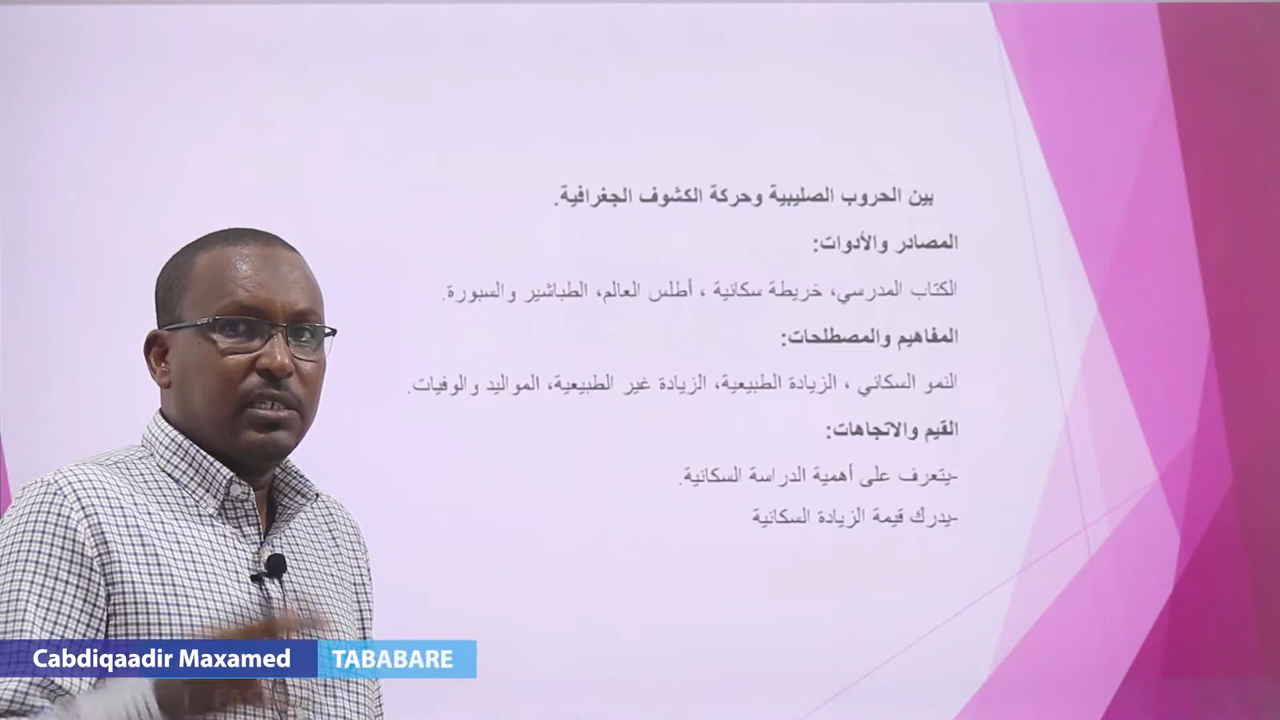 بين الحروب الصليبية وحركة الكشوف الجغرافية.
المصادر والأدوات:
الكتاب المدرسي، خريطة سكانية ، أطلس العالم، الطباشير والسبورة.
المفاهيم والمصطلحات:
النمو السكاني ، الزيادة الطبيعية، الزيادة غير الطبيعية، المواليد والوفيات.
القيم والاتجاهات:
-يتعرف على أهمية الدراسة السكانية.
-يدرك قيمة الزيادة السكانية
Cabdiqaadir Maxamed TABABARE